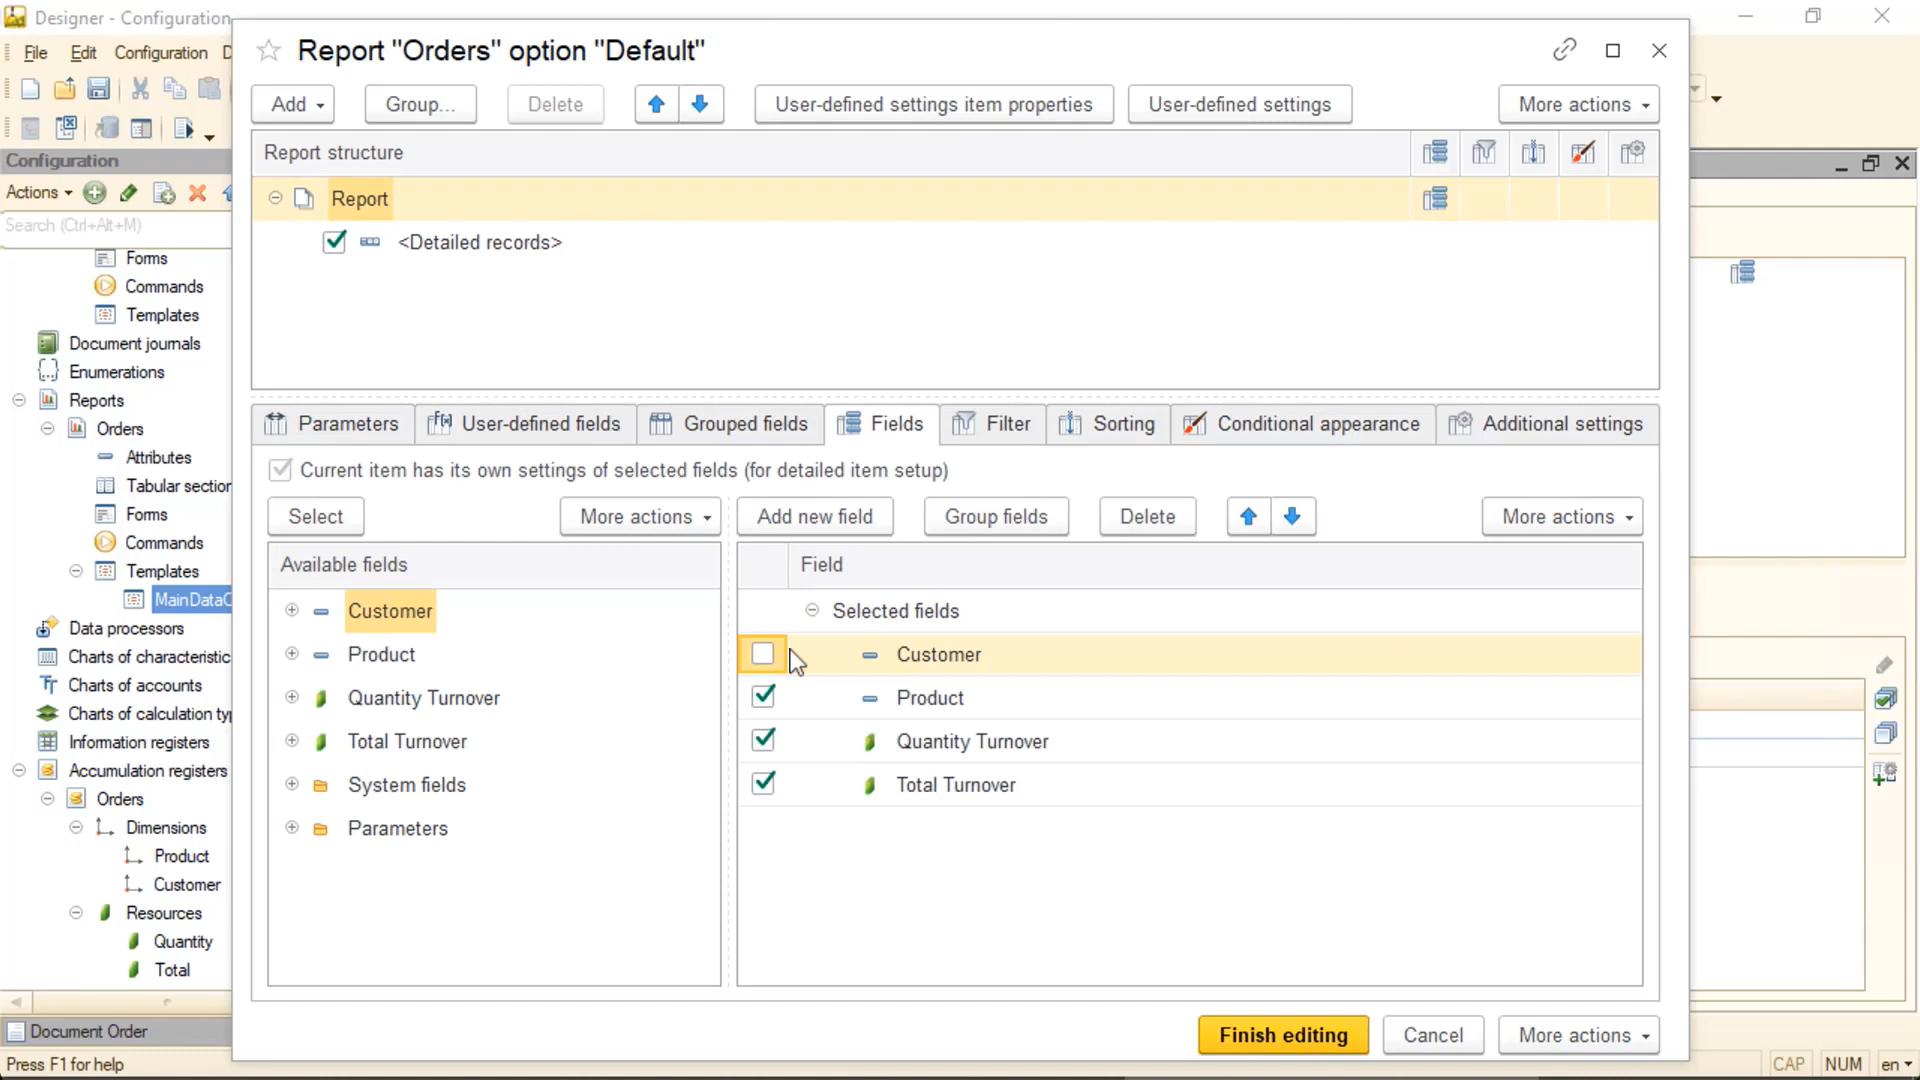 Designer - Configuration
File Edit Configuration D
Configuration
Actions
Search (Ctrl+Alt+M)
Forms
Commands
Templates
Document journals
Enumerations
Reports
Orders
Attributes
Tabular section
Forms
Commands
Templates
MainDataC
Data processors
Charts of characteristic
Charts of accounts
Charts of calculation typ
Information registers
Accumulation registers
Orders
Dimensions
Product
Customer
Resources
Quantity
Total
Document Order
Press F1 for help
Report "Orders" option "Default"
Add Group... Delete User-defined settings item properties User-defined settings More actions
Report structure
Report
<Detailed records>
Parameters User-defined fields Grouped fields Fields Filter Sorting Conditional appearance Additional settings
Current item has its own settings of selected fields (for detailed item setup)
Select More actions Add new field Group fields Delete More actions
Available fields
Customer
Product
Quantity Turnover
Total Turnover
System fields
Parameters
Field
Selected fields
Customer
Product
Quantity Turnover
Total Turnover
Finish editing Cancel More actions
CAP NUM en